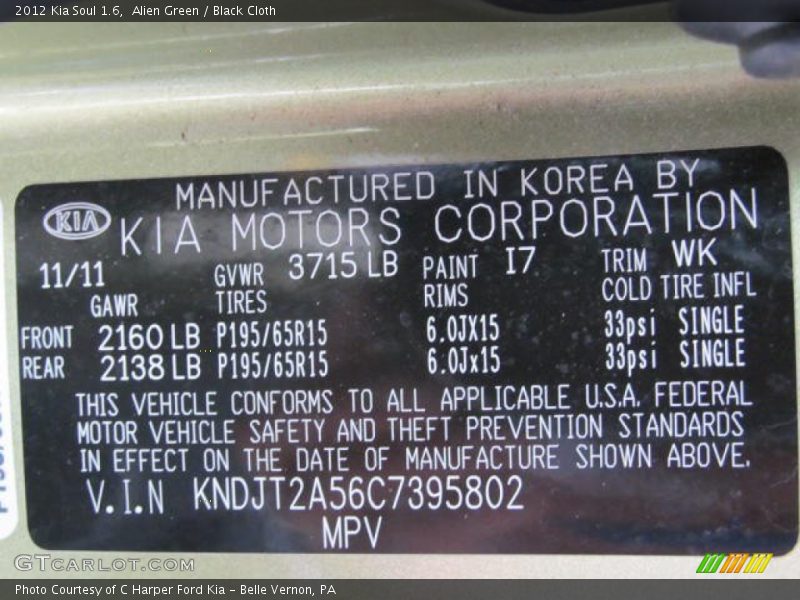 2012 Kia Soul 1.6, Alien Green / Black Cloth
MANUFACTURED IN KOREA BY
KIA KIA MOTORS CORPORATION
11/11 GVWR 3715 LB PAINT I7 TRIM WK
GAWR TIRES RIMS COLD TIRE INFL
FRONT 2160 LB P195/65R15 6.0JX15 33psi SINGLE
REAR 2138 LB P195/65R15 6.0Jx15 33psi SINGLE
THIS VEHICLE CONFORMS TO ALL APPLICABLE U.S.A. FEDERAL
MOTOR VEHICLE SAFETY AND THEFT PREVENTION STANDARDS
IN EFFECT ON THE DATE OF MANUFACTURE SHOWN ABOVE.
V.I.N KNDJT2A56C7395802
MPV
GTCARLOT.COM
Photo Courtesy of C Harper Ford Kia - Belle Vernon, PA